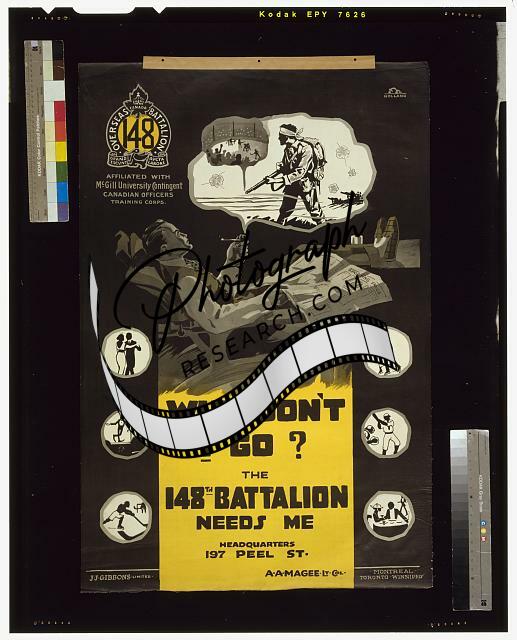 Kodak EPY 7626
HOLLAND
OVERSEAS BATTALION
CANADA
148
AFFILIATED WITH
McGill University Contingent
CANADIAN OFFICERS
TRAINING CORPS.
Photograph
RESEARCH.COM
DON'T
GO ?
THE
148TH BATTALION
NEEDS ME
HEADQUARTERS
197 PEEL ST.
A.A.MAGEE·LT·COL·
J.J.GIBBONS·LIMITED·
MONTREAL·
TORONTO·WINNIPEG